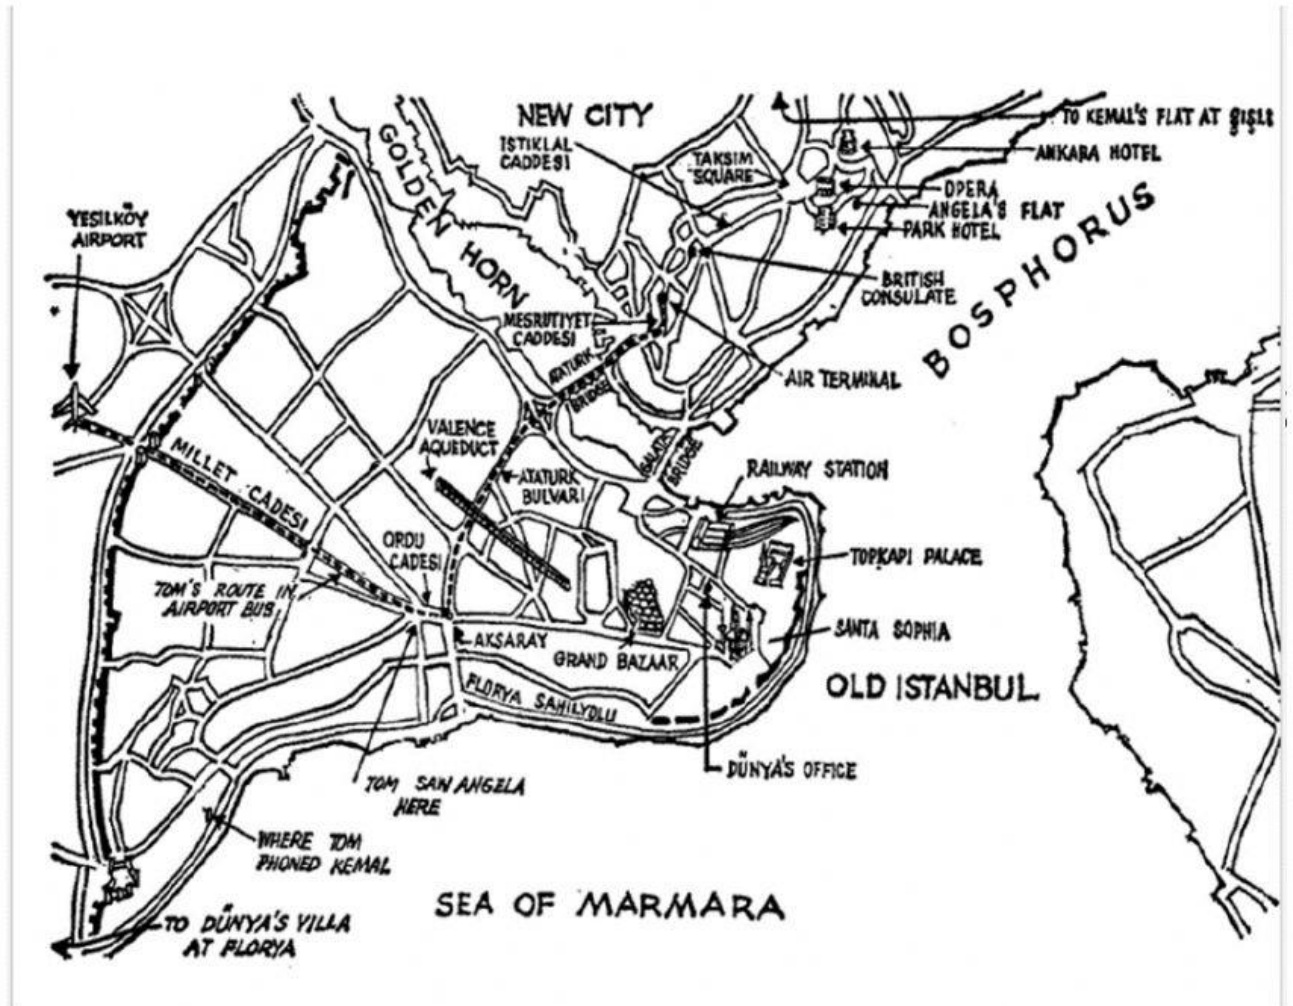 NEW CITY
TO KEMAL'S FLAT AT ŞIŞLI
ISTIKLAL
CADDESI
TAKSIM
SQUARE
ANKARA HOTEL
OPERA
ANGELA'S FLAT
PARK HOTEL
GOLDEN HORN
YESILKÖY
AIRPORT
BOSPHORUS
BRITISH
CONSULATE
MESRUTIYET
CADDESI
ATATURK
BRIDGE
AIR TERMINAL
VALENCE
AQUEDUCT
GALATA
BRIDGE
MILLET CADESI
ATATURK
BULVARI
RAILWAY STATION
ORDU
CADESI
TOPKAPI PALACE
TOM'S ROUTE IN
AIRPORT BUS
AKSARAY
GRAND BAZAAR
SANTA SOPHIA
FLORYA SAHILYOLU
OLD ISTANBUL
TOM SAW ANGELA
HERE
DÜNYA'S OFFICE
WHERE TOM
PHONED KEMAL
SEA OF MARMARA
TO DÜNYA'S VILLA
AT FLORYA